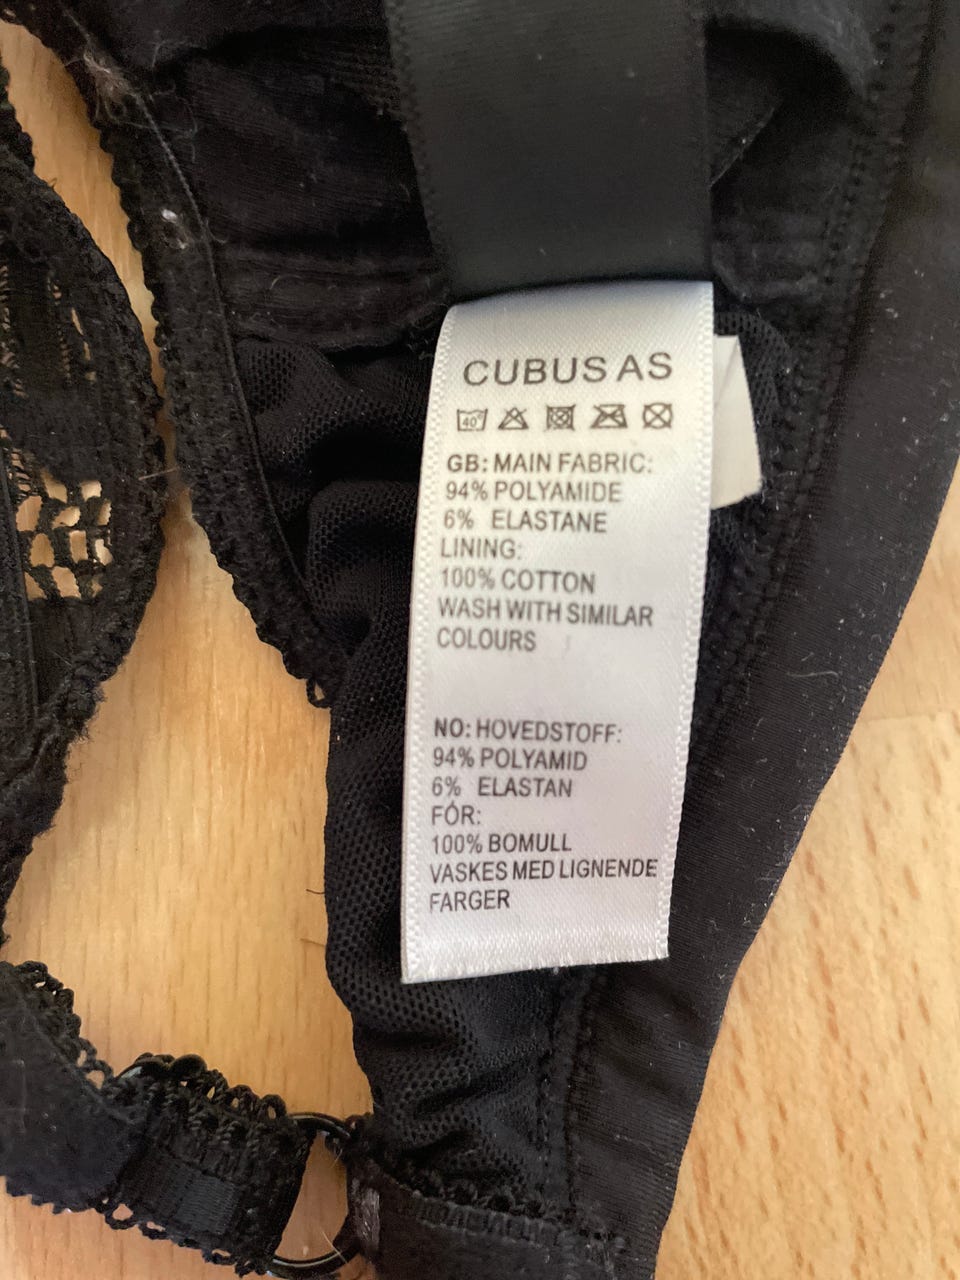 CUBUS AS
40°
GB: MAIN FABRIC:
94% POLYAMIDE
6% ELASTANE
LINING:
100% COTTON
WASH WITH SIMILAR
COLOURS
NO: HOVEDSTOFF:
94% POLYAMID
6% ELASTAN
FÓR:
100% BOMULL
VASKES MED LIGNENDE
FARGER